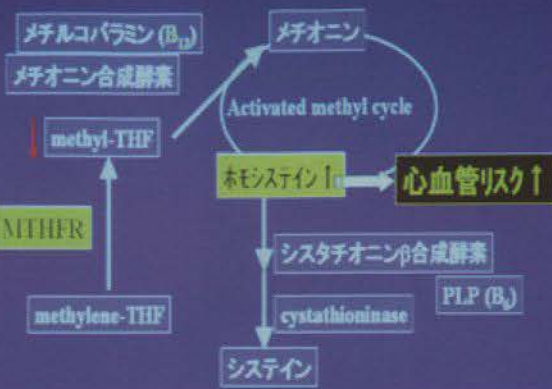 メチルコバラミン (B₁₂)
メチオニン合成酵素
メチオニン
Activated methyl cycle
methyl-THF
ホモシステイン↑
心血管リスク↑
MTHFR
シスタチオニンβ合成酵素
PLP (B₆)
methylene-THF
cystathioninase
システイン